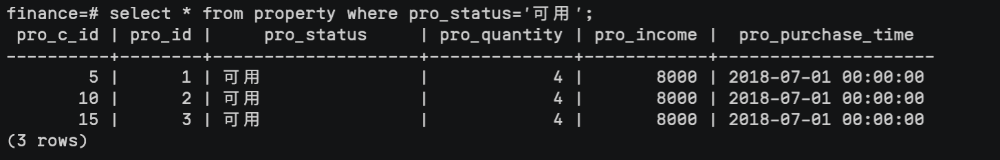 finance=# select * from property where pro_status='可用';
 pro_c_id | pro_id |     pro_status     | pro_quantity | pro_income |  pro_purchase_time
----------+--------+--------------------+--------------+------------+---------------------
        5 |      1 | 可用                |            4 |       8000 | 2018-07-01 00:00:00
       10 |      2 | 可用                |            4 |       8000 | 2018-07-01 00:00:00
       15 |      3 | 可用                |            4 |       8000 | 2018-07-01 00:00:00
(3 rows)